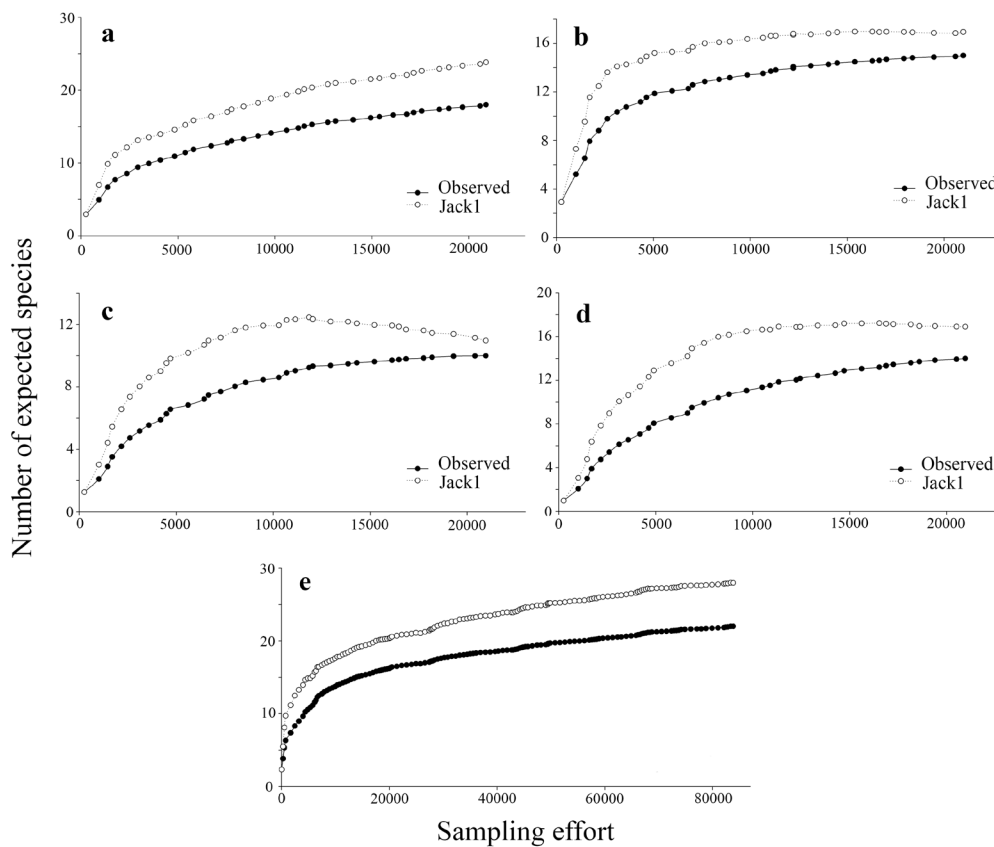 a
30
20
10
0
0 5000 10000 15000 20000
Observed
Jack1
b
16
12
8
4
0
0 5000 10000 15000 20000
Observed
Jack1
Number of expected species
c
12
8
4
0
0 5000 10000 15000 20000
Observed
Jack1
d
20
16
12
8
4
0
0 5000 10000 15000 20000
Observed
Jack1
e
30
20
10
0
0 20000 40000 60000 80000
Sampling effort